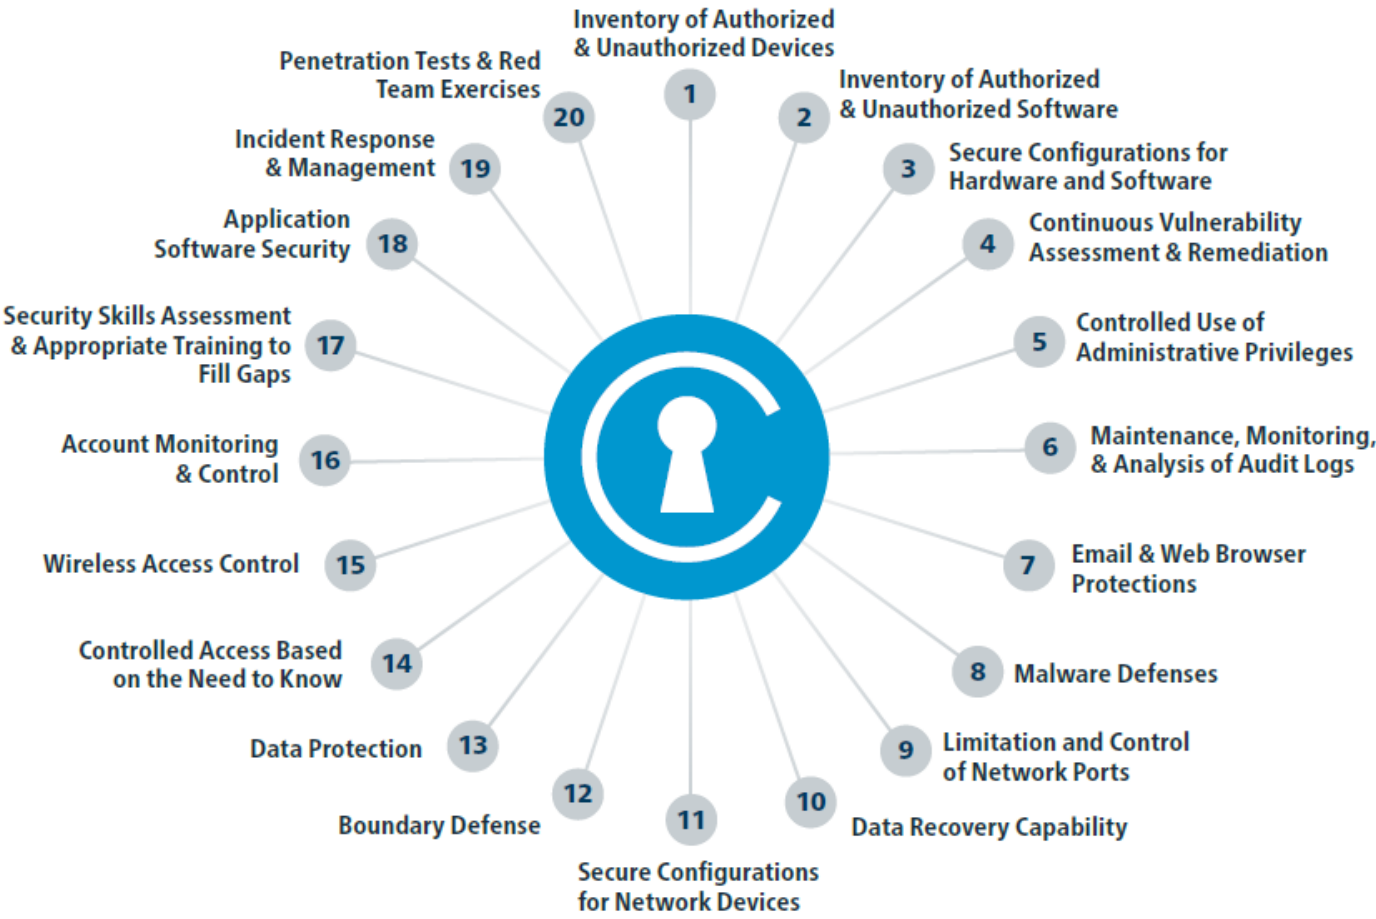 Inventory of Authorized
& Unauthorized Devices
1
Inventory of Authorized
& Unauthorized Software
2
Secure Configurations for
Hardware and Software
3
Continuous Vulnerability
Assessment & Remediation
4
Controlled Use of
Administrative Privileges
5
Maintenance, Monitoring,
& Analysis of Audit Logs
6
Email & Web Browser
Protections
7
Malware Defenses
8
Limitation and Control
of Network Ports
9
Data Recovery Capability
10
Secure Configurations
for Network Devices
11
Boundary Defense
12
Data Protection
13
Controlled Access Based
on the Need to Know
14
Wireless Access Control
15
Account Monitoring
& Control
16
Security Skills Assessment
& Appropriate Training to
Fill Gaps
17
Application
Software Security
18
Incident Response
& Management
19
Penetration Tests & Red
Team Exercises
20